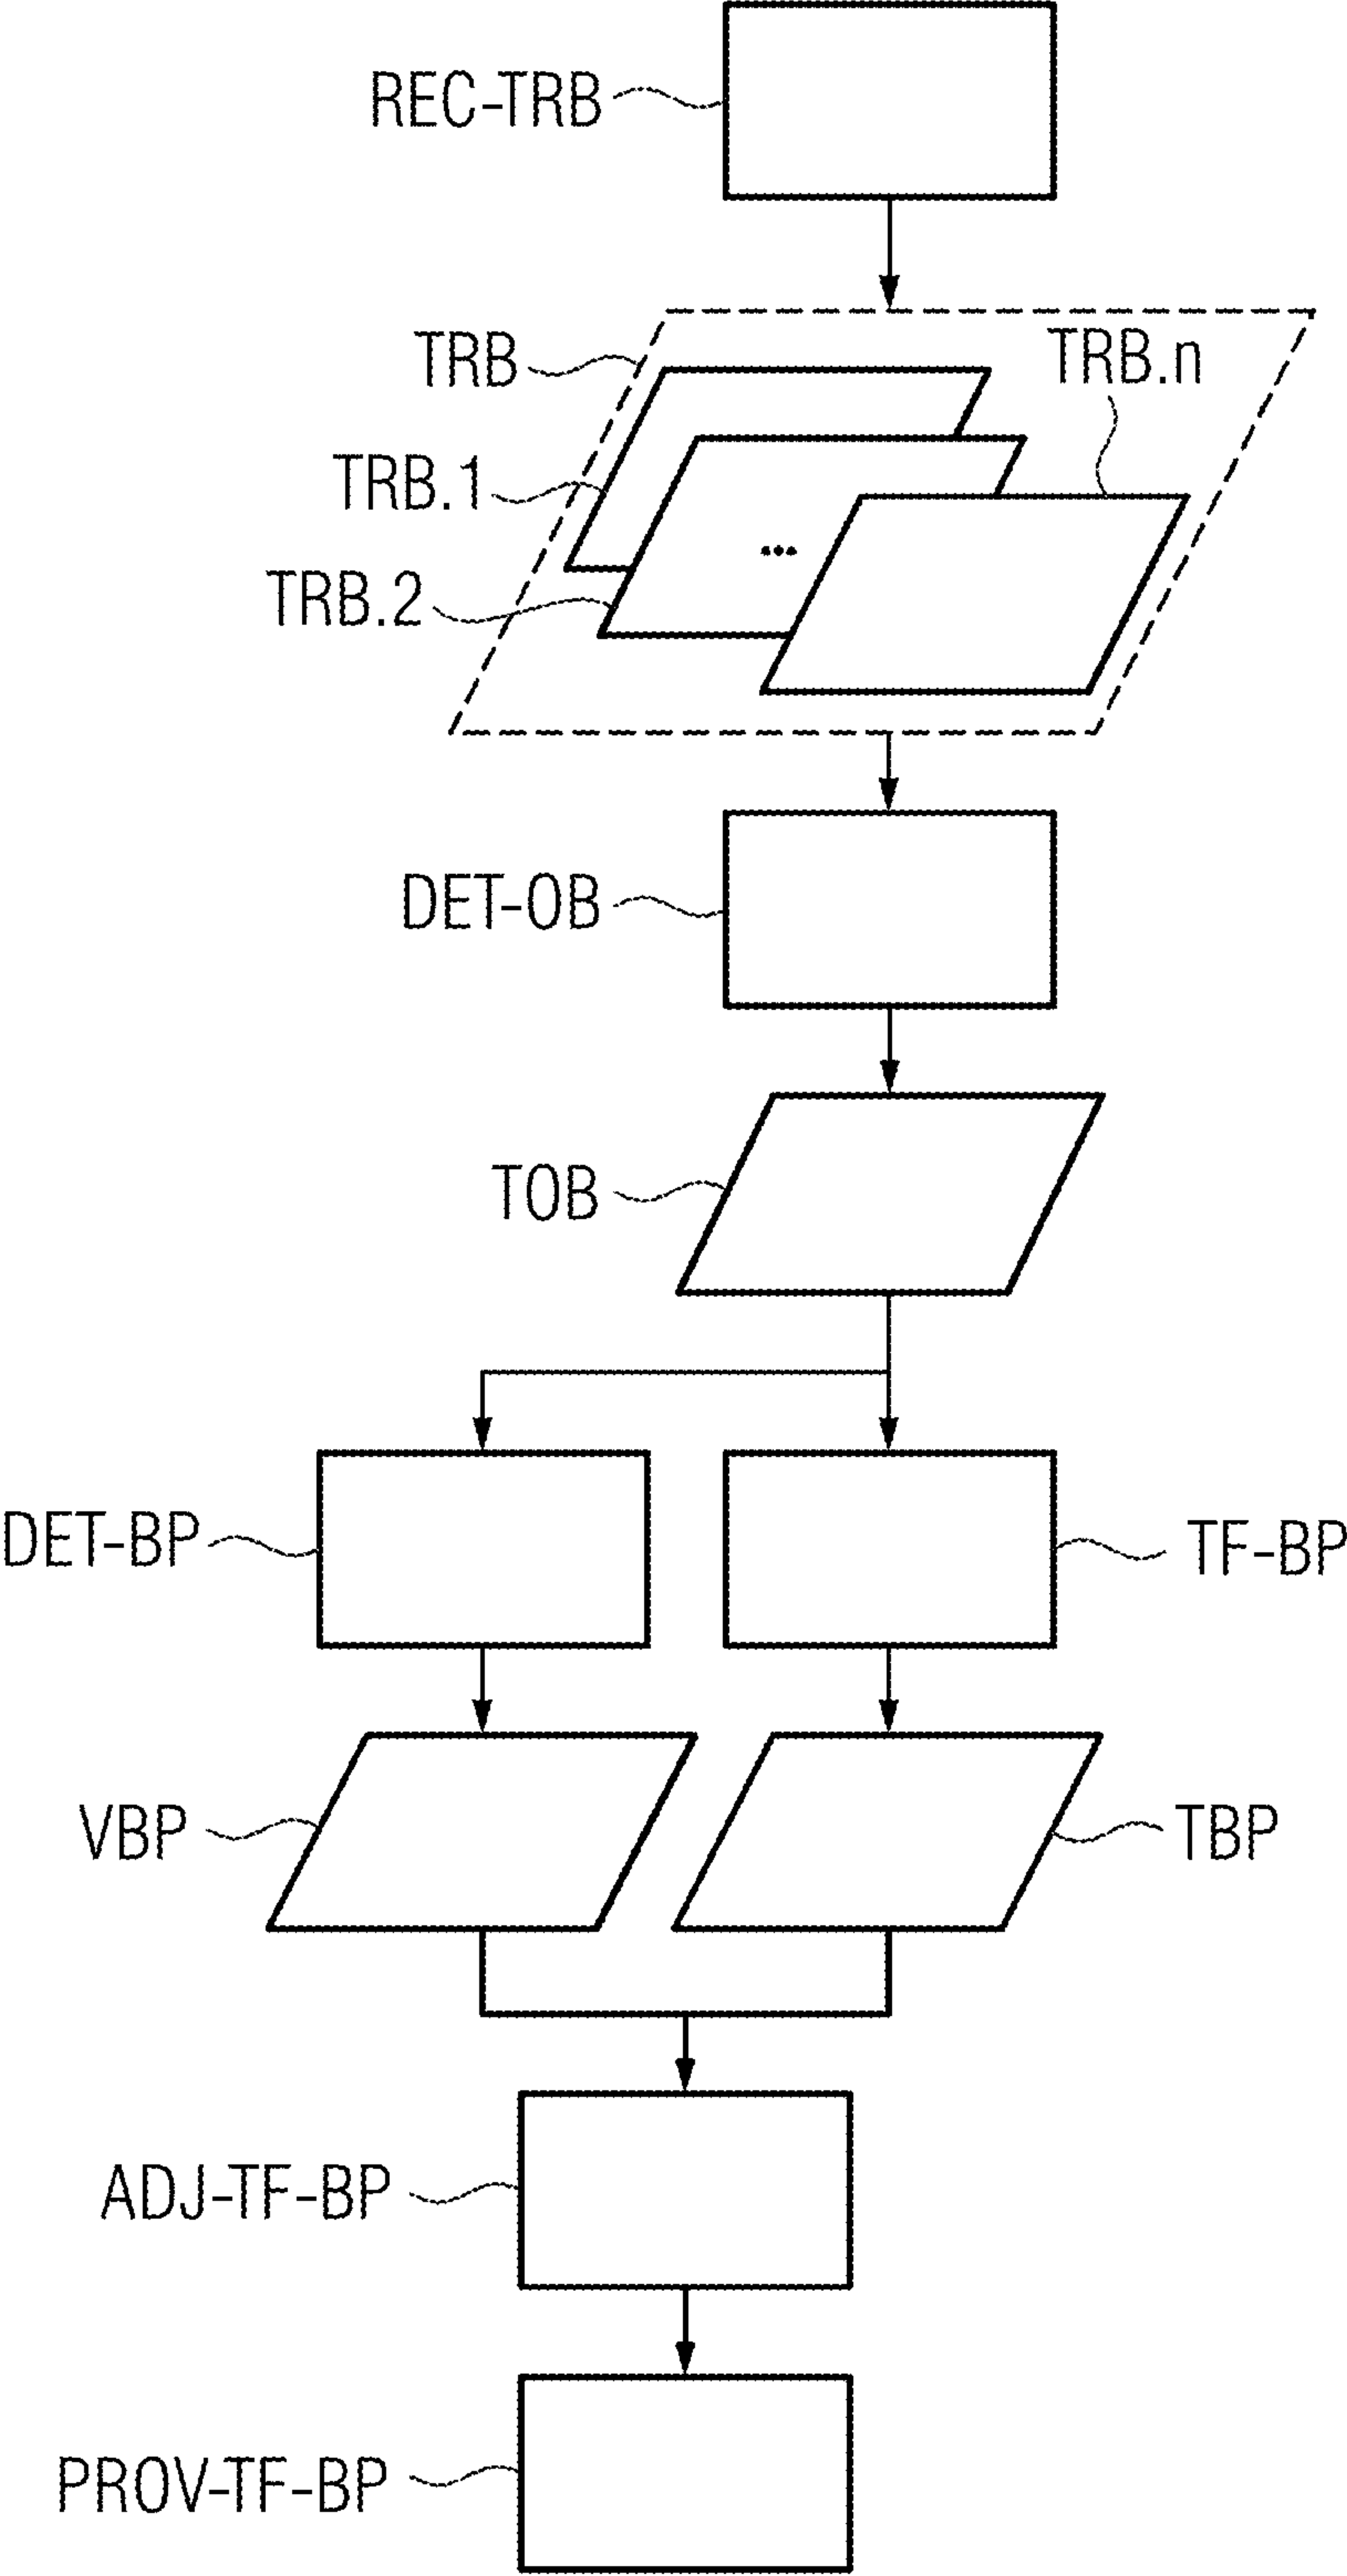 REC-TRB
TRB
TRB.n
TRB.1
...
TRB.2
DET-OB
TOB
DET-BP
TF-BP
VBP
TBP
ADJ-TF-BP
PROV-TF-BP